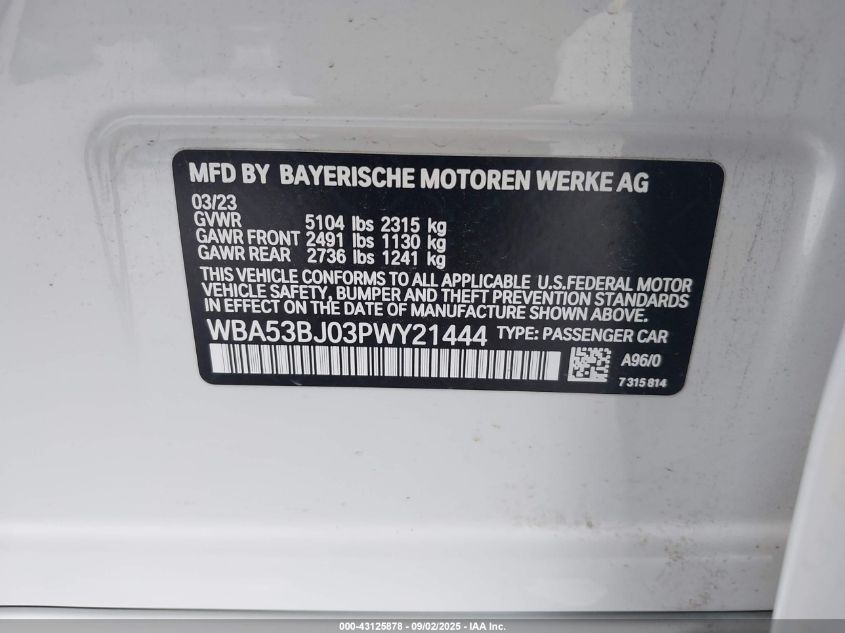 MFD BY BAYERISCHE MOTOREN WERKE AG
03/23
GVWR 5104 lbs 2315 kg
GAWR FRONT 2491 lbs 1130 kg
GAWR REAR 2736 lbs 1241 kg
THIS VEHICLE CONFORMS TO ALL APPLICABLE U.S.FEDERAL MOTOR
VEHICLE SAFETY, BUMPER AND THEFT PREVENTION STANDARDS
IN EFFECT ON THE DATE OF MANUFACTURE SHOWN ABOVE.
WBA53BJ03PWY21444 TYPE: PASSENGER CAR
A96/0
7 315 814
000-43125878 - 09/02/2025 - IAA Inc.